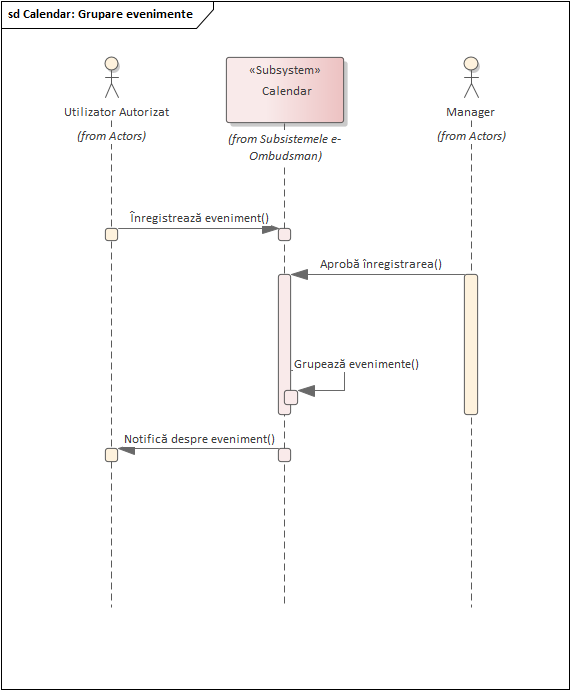 sd Calendar: Grupare evenimente
«Subsystem»
Utilizator Autorizat
Calendar
Manager
(from Actors)
(from Subsistemele e-
Ombudsman)
(from Actors)
Înregistrează eveniment()
Aprobă înregistrarea()
Grupează evenimente()
Notifică despre eveniment()